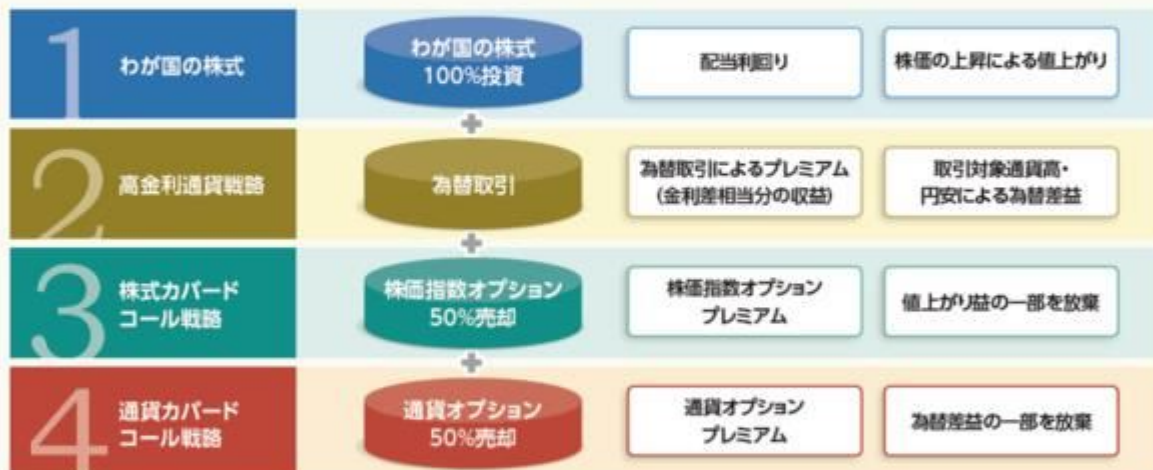 1
わが国の株式
わが国の株式
100%投資
配当利回り
株価の上昇による値上がり
+
2
高金利通貨戦略
為替取引
為替取引によるプレミアム
(金利差相当分の収益)
取引対象通貨高・
円安による為替差益
+
3
株式カバード
コール戦略
株価指数オプション
50%売却
株価指数オプション
プレミアム
値上がり益の一部を放棄
+
4
通貨カバード
コール戦略
通貨オプション
50%売却
通貨オプション
プレミアム
為替差益の一部を放棄